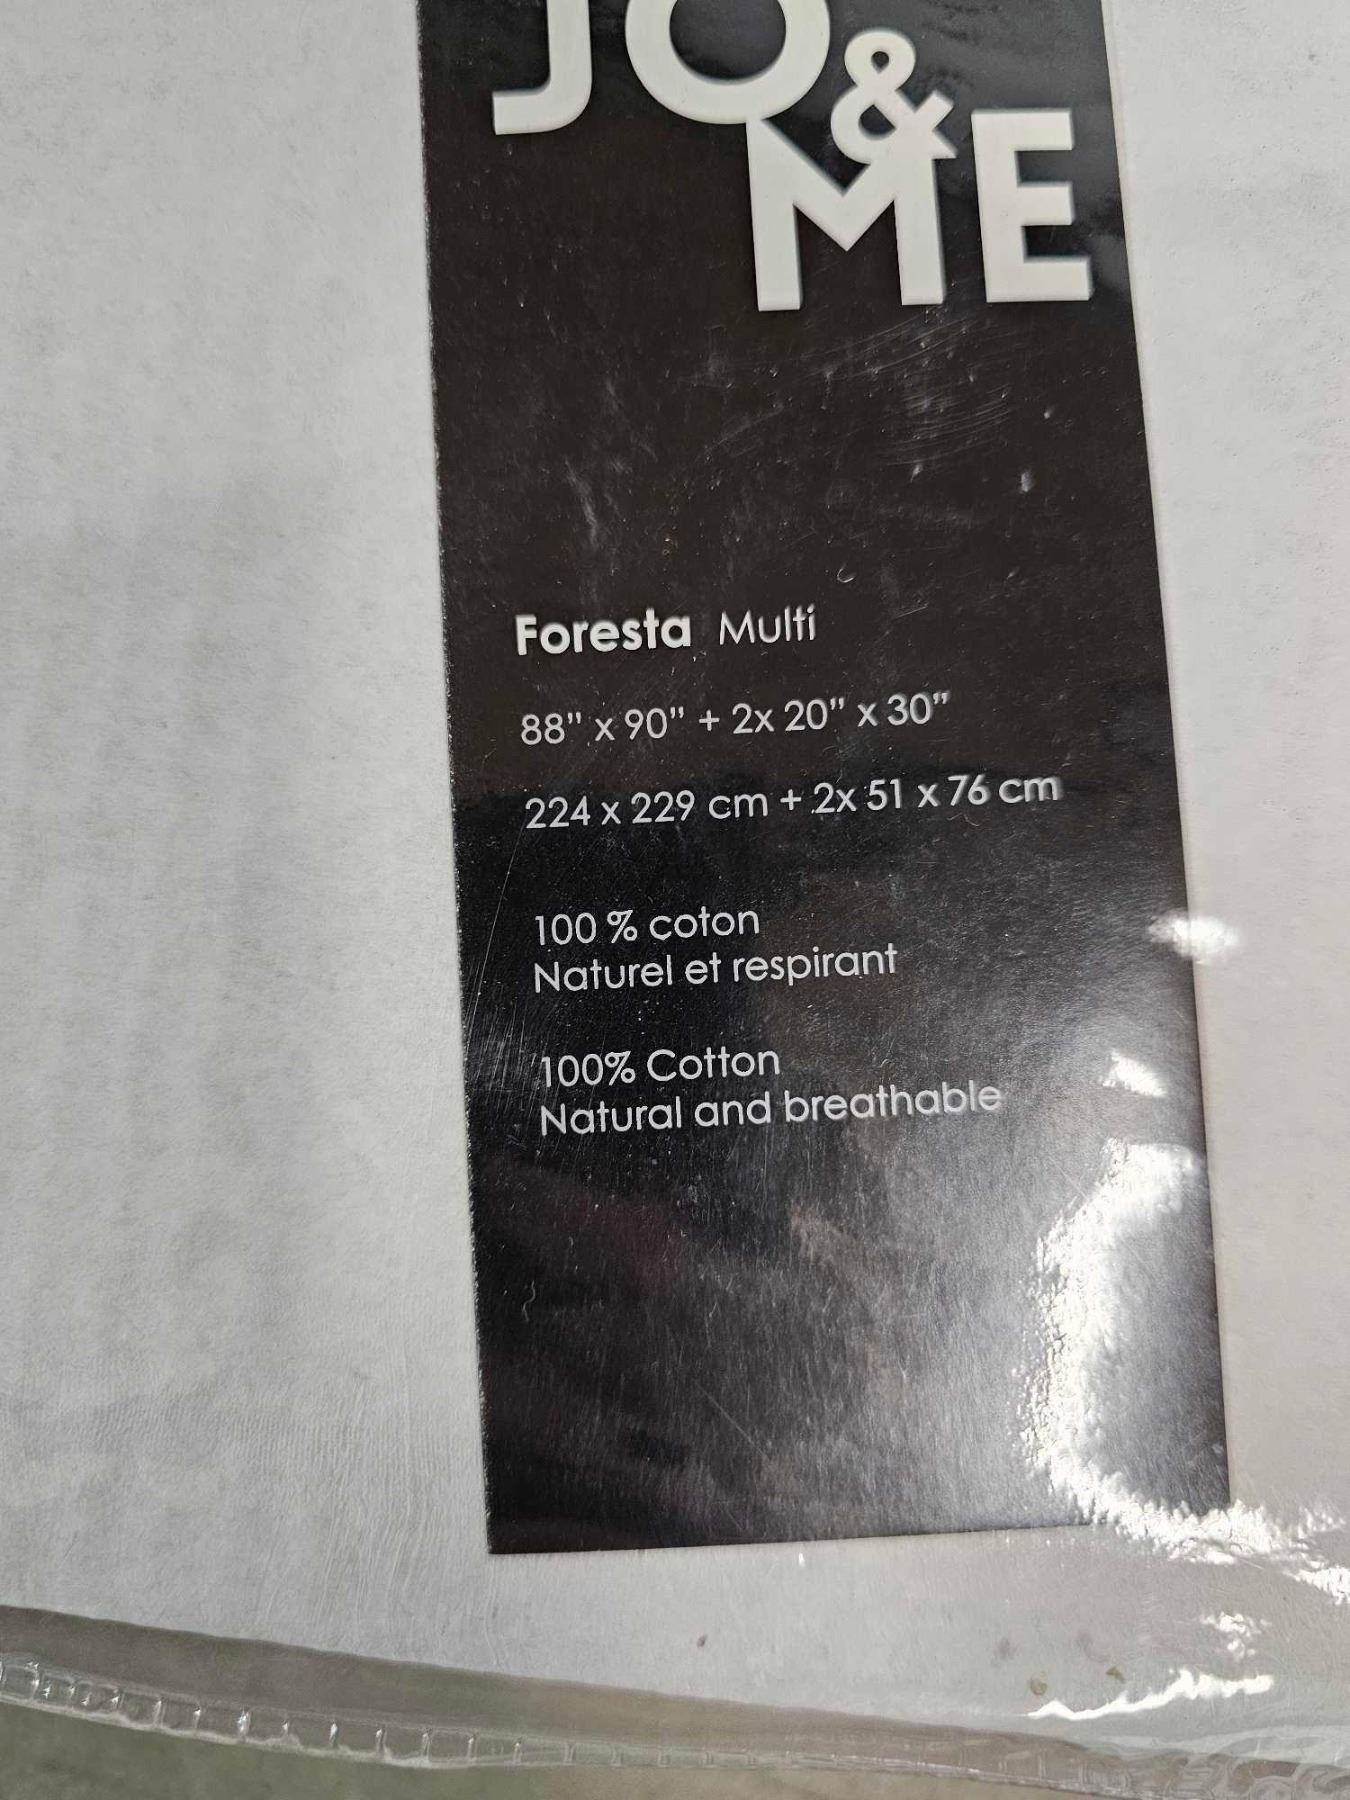 JO&
ME
Foresta Multi
88" x 90" + 2x 20" x 30"
224 x 229 cm + 2x 51 x 76 cm
100 % coton
Naturel et respirant
100% Cotton
Natural and breathable